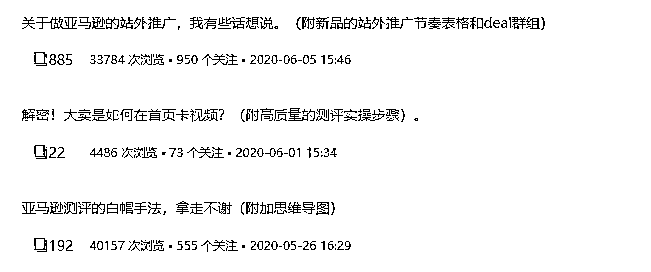 关于做亚马逊的站外推广，我有些话想说。（附新品的站外推广节奏表格和deal群组）
885 33784 次浏览 • 950 个关注 • 2020-06-05 15:46
解密！大卖是如何在首页卡视频？（附高质量的测评实操步骤）。
22 4486 次浏览 • 73 个关注 • 2020-06-01 15:34
亚马逊测评的白帽手法，拿走不谢（附加思维导图）
192 40157 次浏览 • 555 个关注 • 2020-05-26 16:29